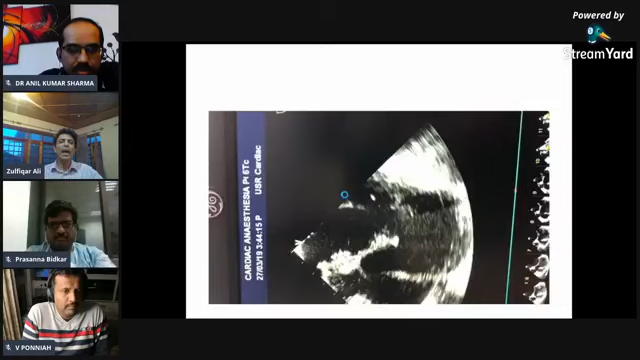 Powered by
StreamYard
DR ANIL KUMAR SHARMA
Zulfiqar Ali
Prasanna Bidkar
V PONNIAH
CARDIAC ANAESTHESIA Pt 6Tc
27/03/19 3:44:15 P USR Cardiac